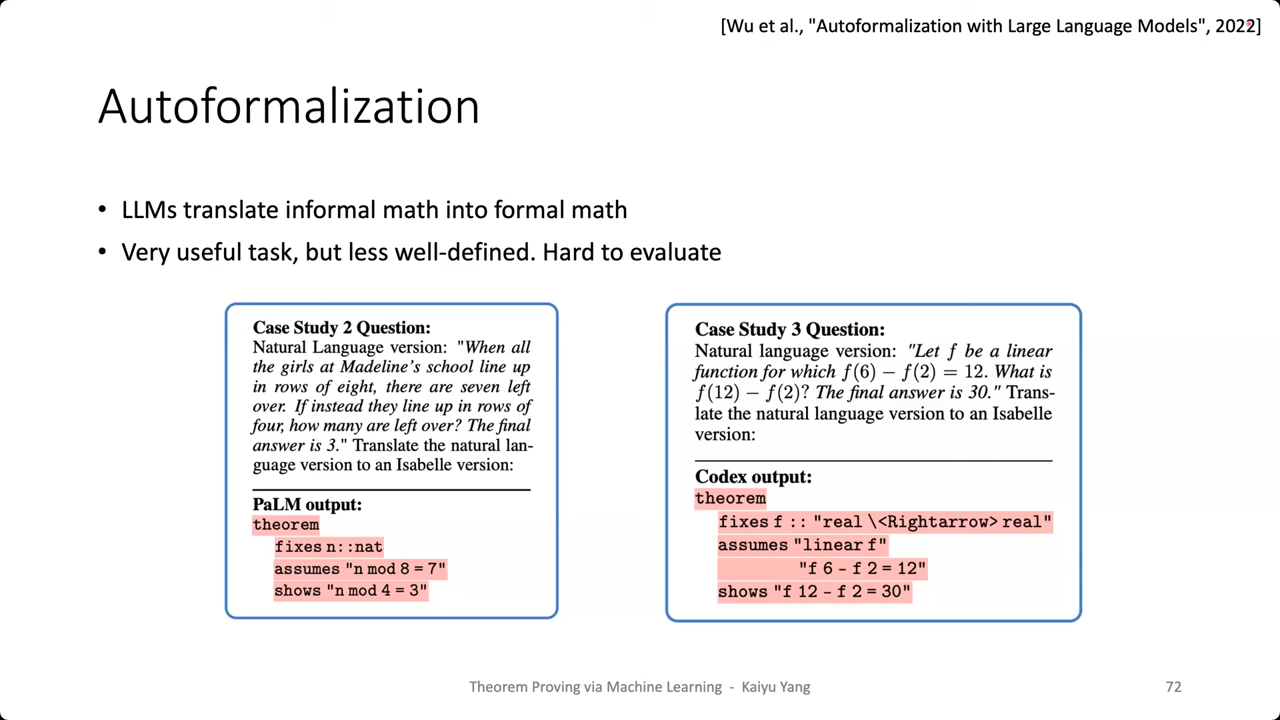 [Wu et al., "Autoformalization with Large Language Models", 2022]
Autoformalization
• LLMs translate informal math into formal math
• Very useful task, but less well-defined. Hard to evaluate
Case Study 2 Question:
Natural Language version: "When all
the girls at Madeline's school line up
in rows of eight, there are seven left
over. If instead they line up in rows of
four, how many are left over? The final
answer is 3." Translate the natural lan-
guage version to an Isabelle version:
PaLM output:
theorem
fixes n::nat
assumes "n mod 8 = 7"
shows "n mod 4 = 3"
Case Study 3 Question:
Natural language version: "Let f be a linear
function for which f(6) − f(2) = 12. What is
f(12) − f(2)? The final answer is 30." Trans-
late the natural language version to an Isabelle
version:
Codex output:
theorem
fixes f :: "real \<Rightarrow> real"
assumes "linear f"
"f 6 - f 2 = 12"
shows "f 12 - f 2 = 30"
Theorem Proving via Machine Learning - Kaiyu Yang
72